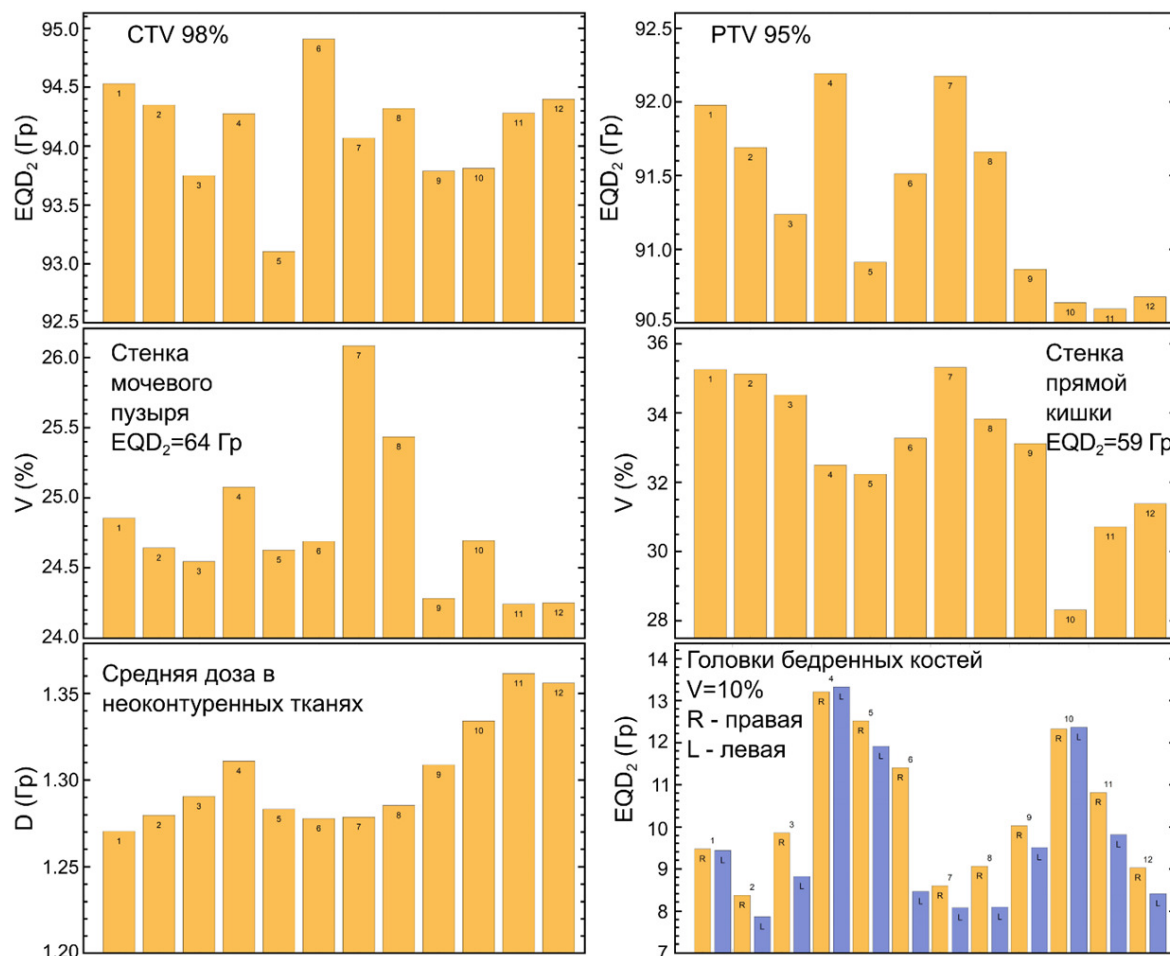 CTV 98%
EQD₂ (Гр)
95.0
94.5
94.0
93.5
93.0
92.5
1
2
3
4
5
6
7
8
9
10
11
12
PTV 95%
EQD₂ (Гр)
92.5
92.0
91.5
91.0
90.5
1
2
3
4
5
6
7
8
9
10
11
12
Стенка
мочевого
пузыря
EQD₂=64 Гр
V (%)
26.0
25.5
25.0
24.5
24.0
1
2
3
4
5
6
7
8
9
10
11
12
Стенка
прямой
кишки
EQD₂=59 Гр
V (%)
36
34
32
30
28
1
2
3
4
5
6
7
8
9
10
11
12
Средняя доза в
неоконтуренных тканях
D (Гр)
1.35
1.30
1.25
1.20
1
2
3
4
5
6
7
8
9
10
11
12
Головки бедренных костей
V=10%
R - правая
L - левая
EQD₂ (Гр)
14
13
12
11
10
9
8
7
R 1 L
R 2 L
R 3 L
R 4 L
R 5 L
R 6 L
R 7 L
R 8 L
R 9 L
R 10 L
R 11 L
R 12 L